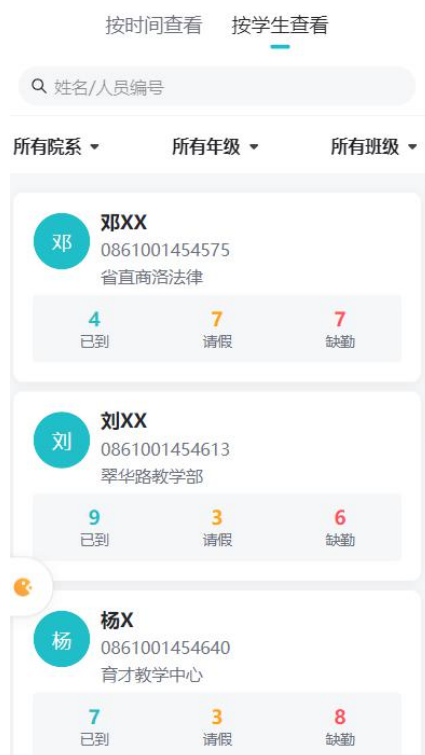 按时间查看 按学生查看
姓名/人员编号
所有院系 所有年级 所有班级
邓 邓XX
0861001454575
省直商洛法律
4 7 7
已到 请假 缺勤
刘 刘XX
0861001454613
翠华路教学部
9 3 6
已到 请假 缺勤
杨 杨X
0861001454640
育才教学中心
7 3 8
已到 请假 缺勤